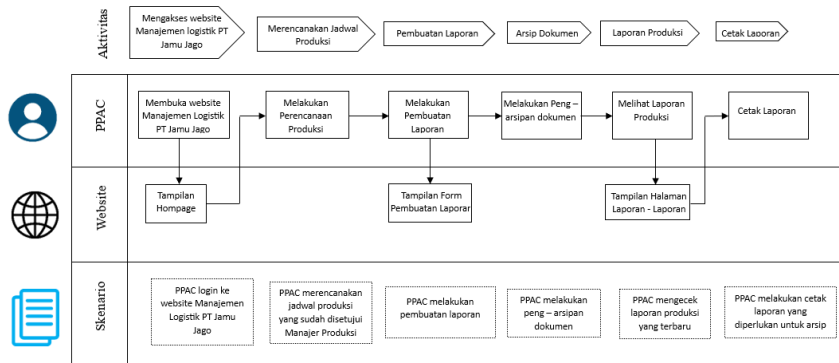 Aktivitas
Mengakses website
Manajemen logistik PT
Jamu Jago
Merencanakan Jadwal
Produksi
Pembuatan Laporan
Arsip Dokumen
Laporan Produksi
Cetak Laooran
PPAC
Membuka website
Manajemen Logistik
PT Jamu Jago
Melakukan
Perencanaan
Produksi
Melakukan
Pembuatan
Laporan
Melakukan Peng –
arsipan dokumen
Melihat Laporan
Produksi
Cetak Laporan
Website
Tampilan
Hompage
Tampilan Form
Pembuatan Laporar
Tampilan Halaman
Laporan - Laporan
Skenario
PPAC login ke
website Manajemen
Logistik PT Jamu
Jago
PPAC merencanakan
jadwal produksi
yang sudah disetujui
Manajer Produksi
PPAC melakukan
pembuatan laporan
PPAC melakukan
peng – arsipan
dokumen
PPAC mengecek
laporan produksi
yang terbaru
PPAC melakukan cetak
laporan yang
diperlukan untuk arsip